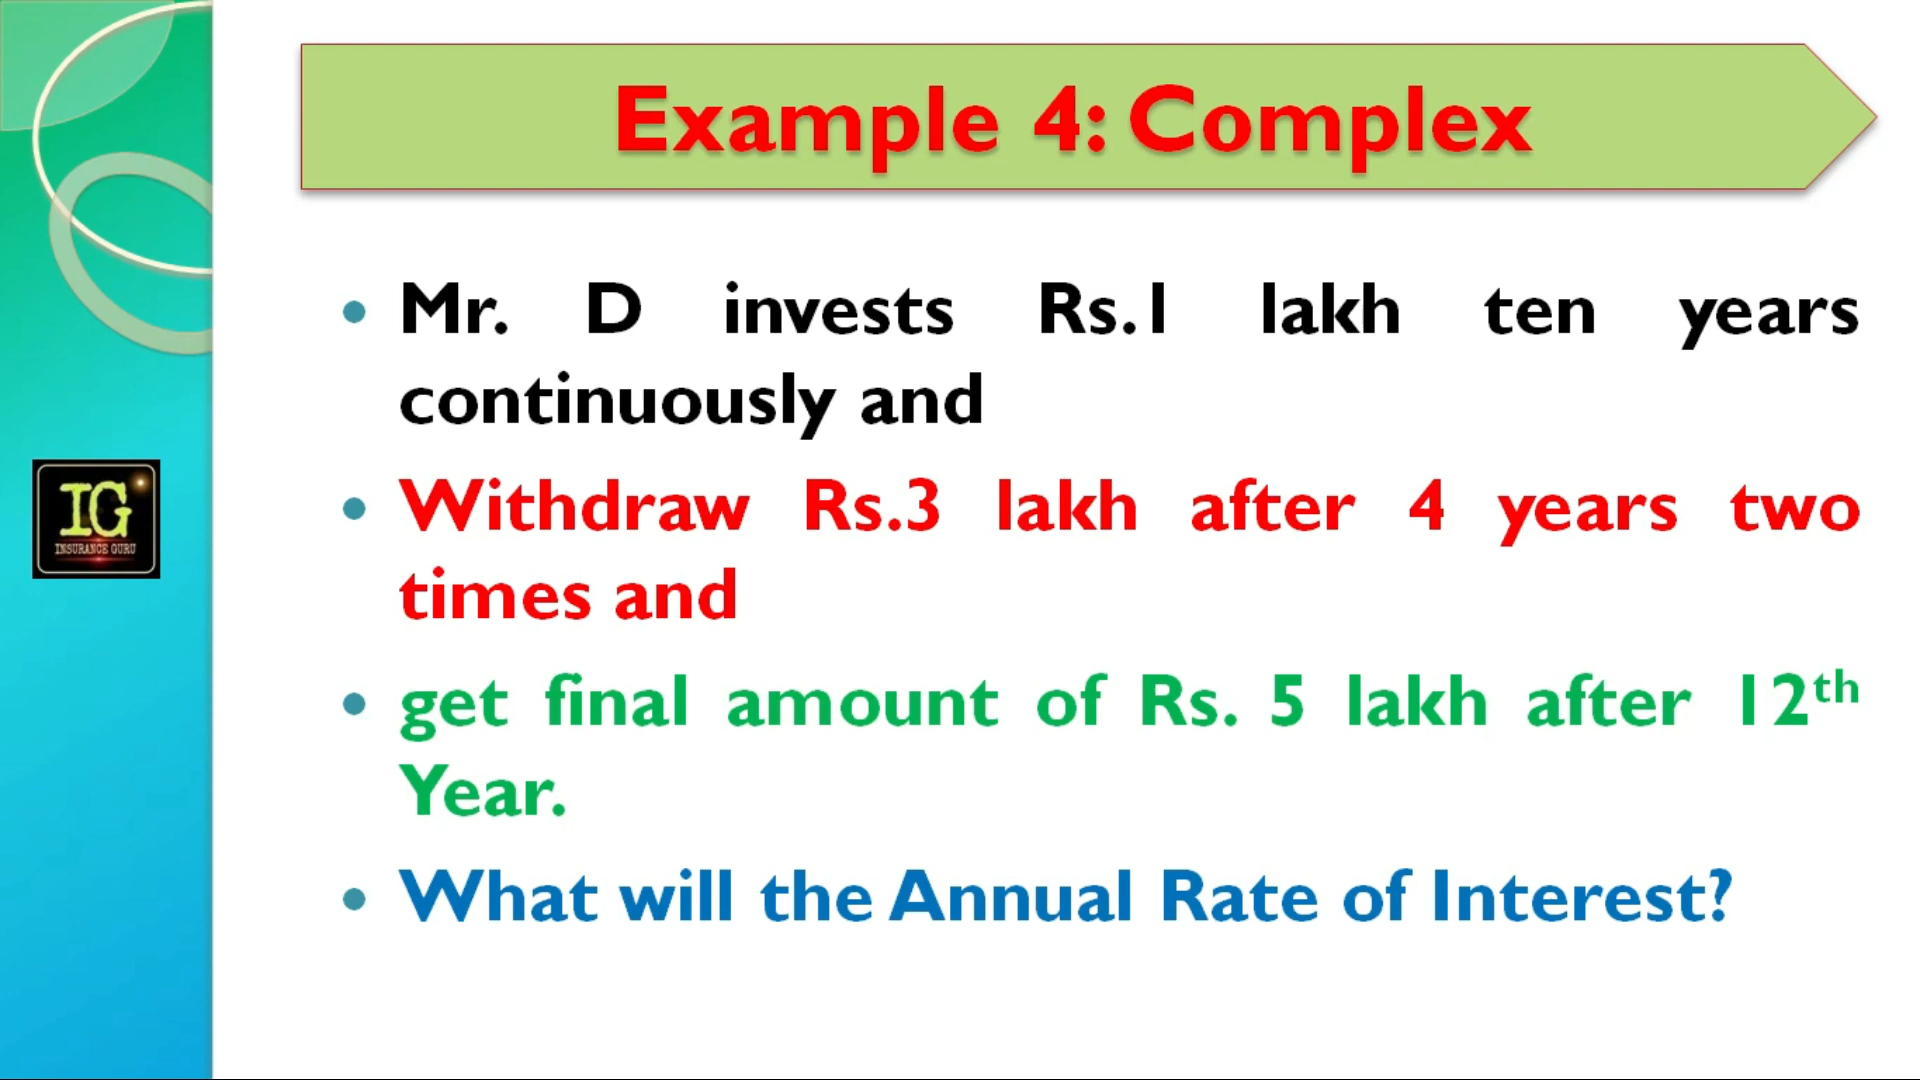 Example 4: Complex
Mr. D invests Rs.1 lakh ten years
continuously and
Withdraw Rs.3 lakh after 4 years two
times and
get final amount of Rs. 5 lakh after 12th
Year.
What will the Annual Rate of Interest?
IG
INSURANCE GURU